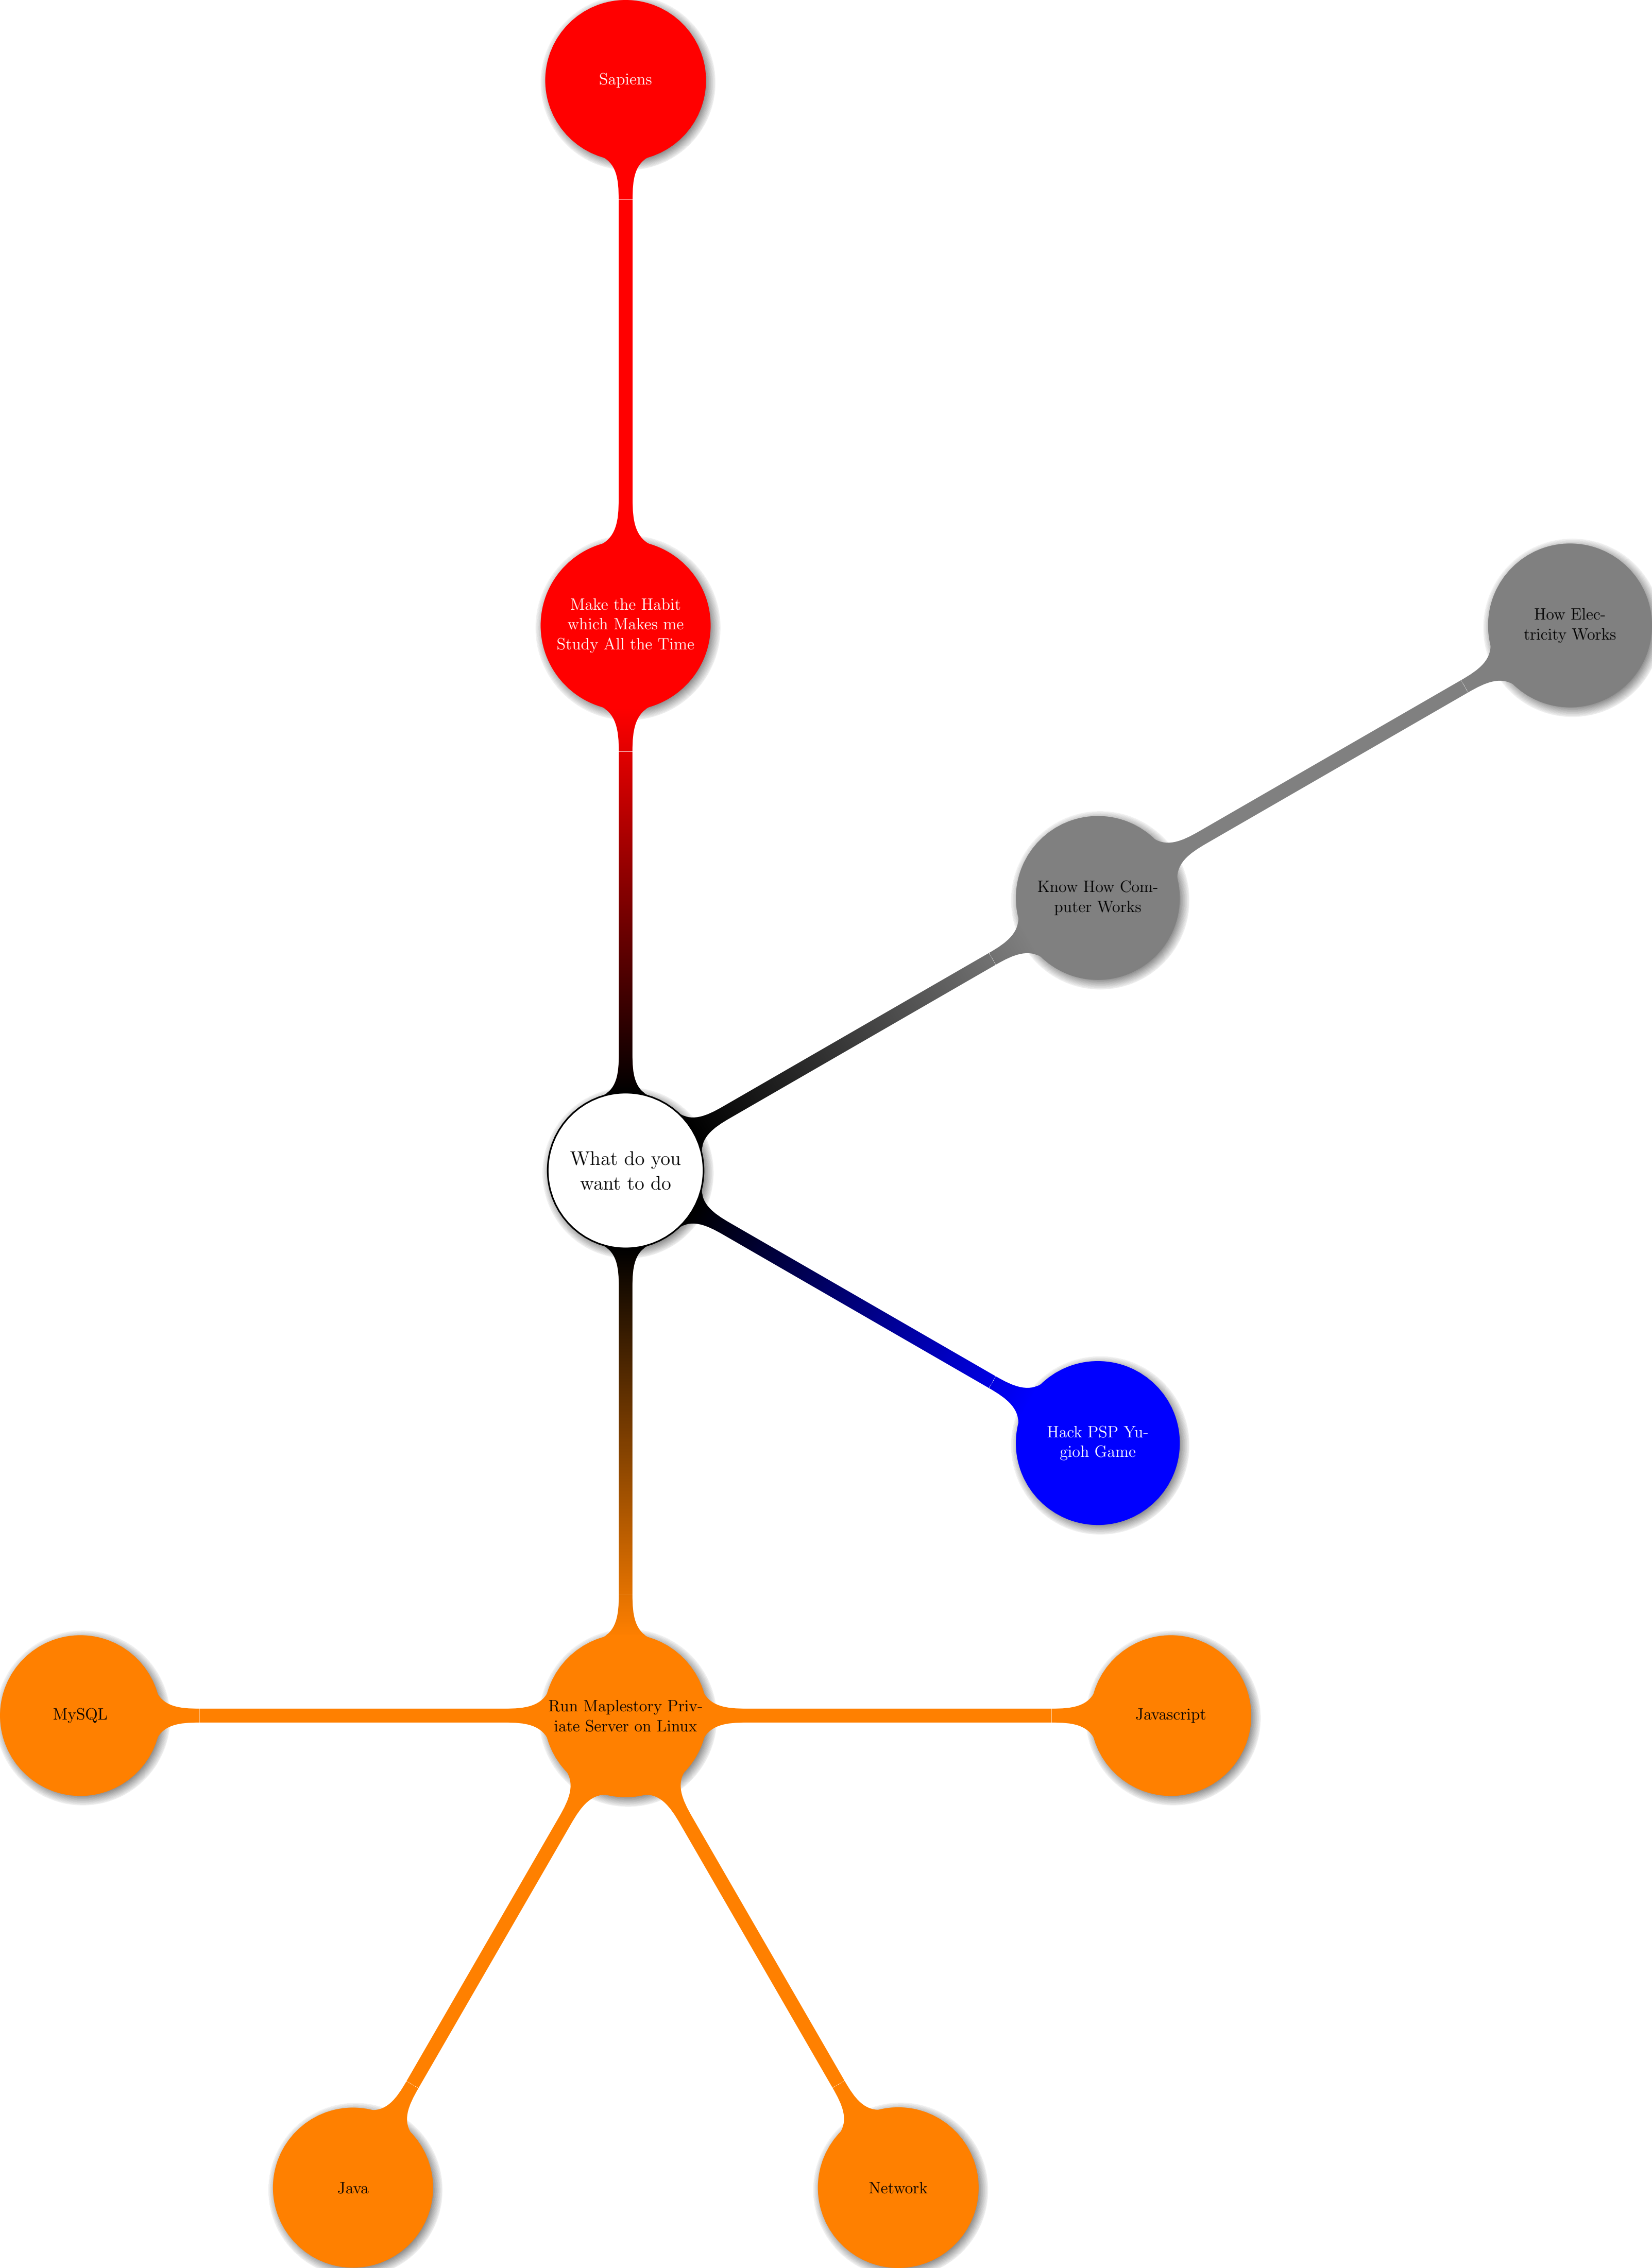 Sapiens
Make the Habit
which Makes me
Study All the Time
How Elec-
tricity Works
Know How Com-
puter Works
What do you
want to do
Hack PSP Yu-
gioh Game
MySQL
Run Maplestory Priv-
iate Server on Linux
Javascript
Java
Network